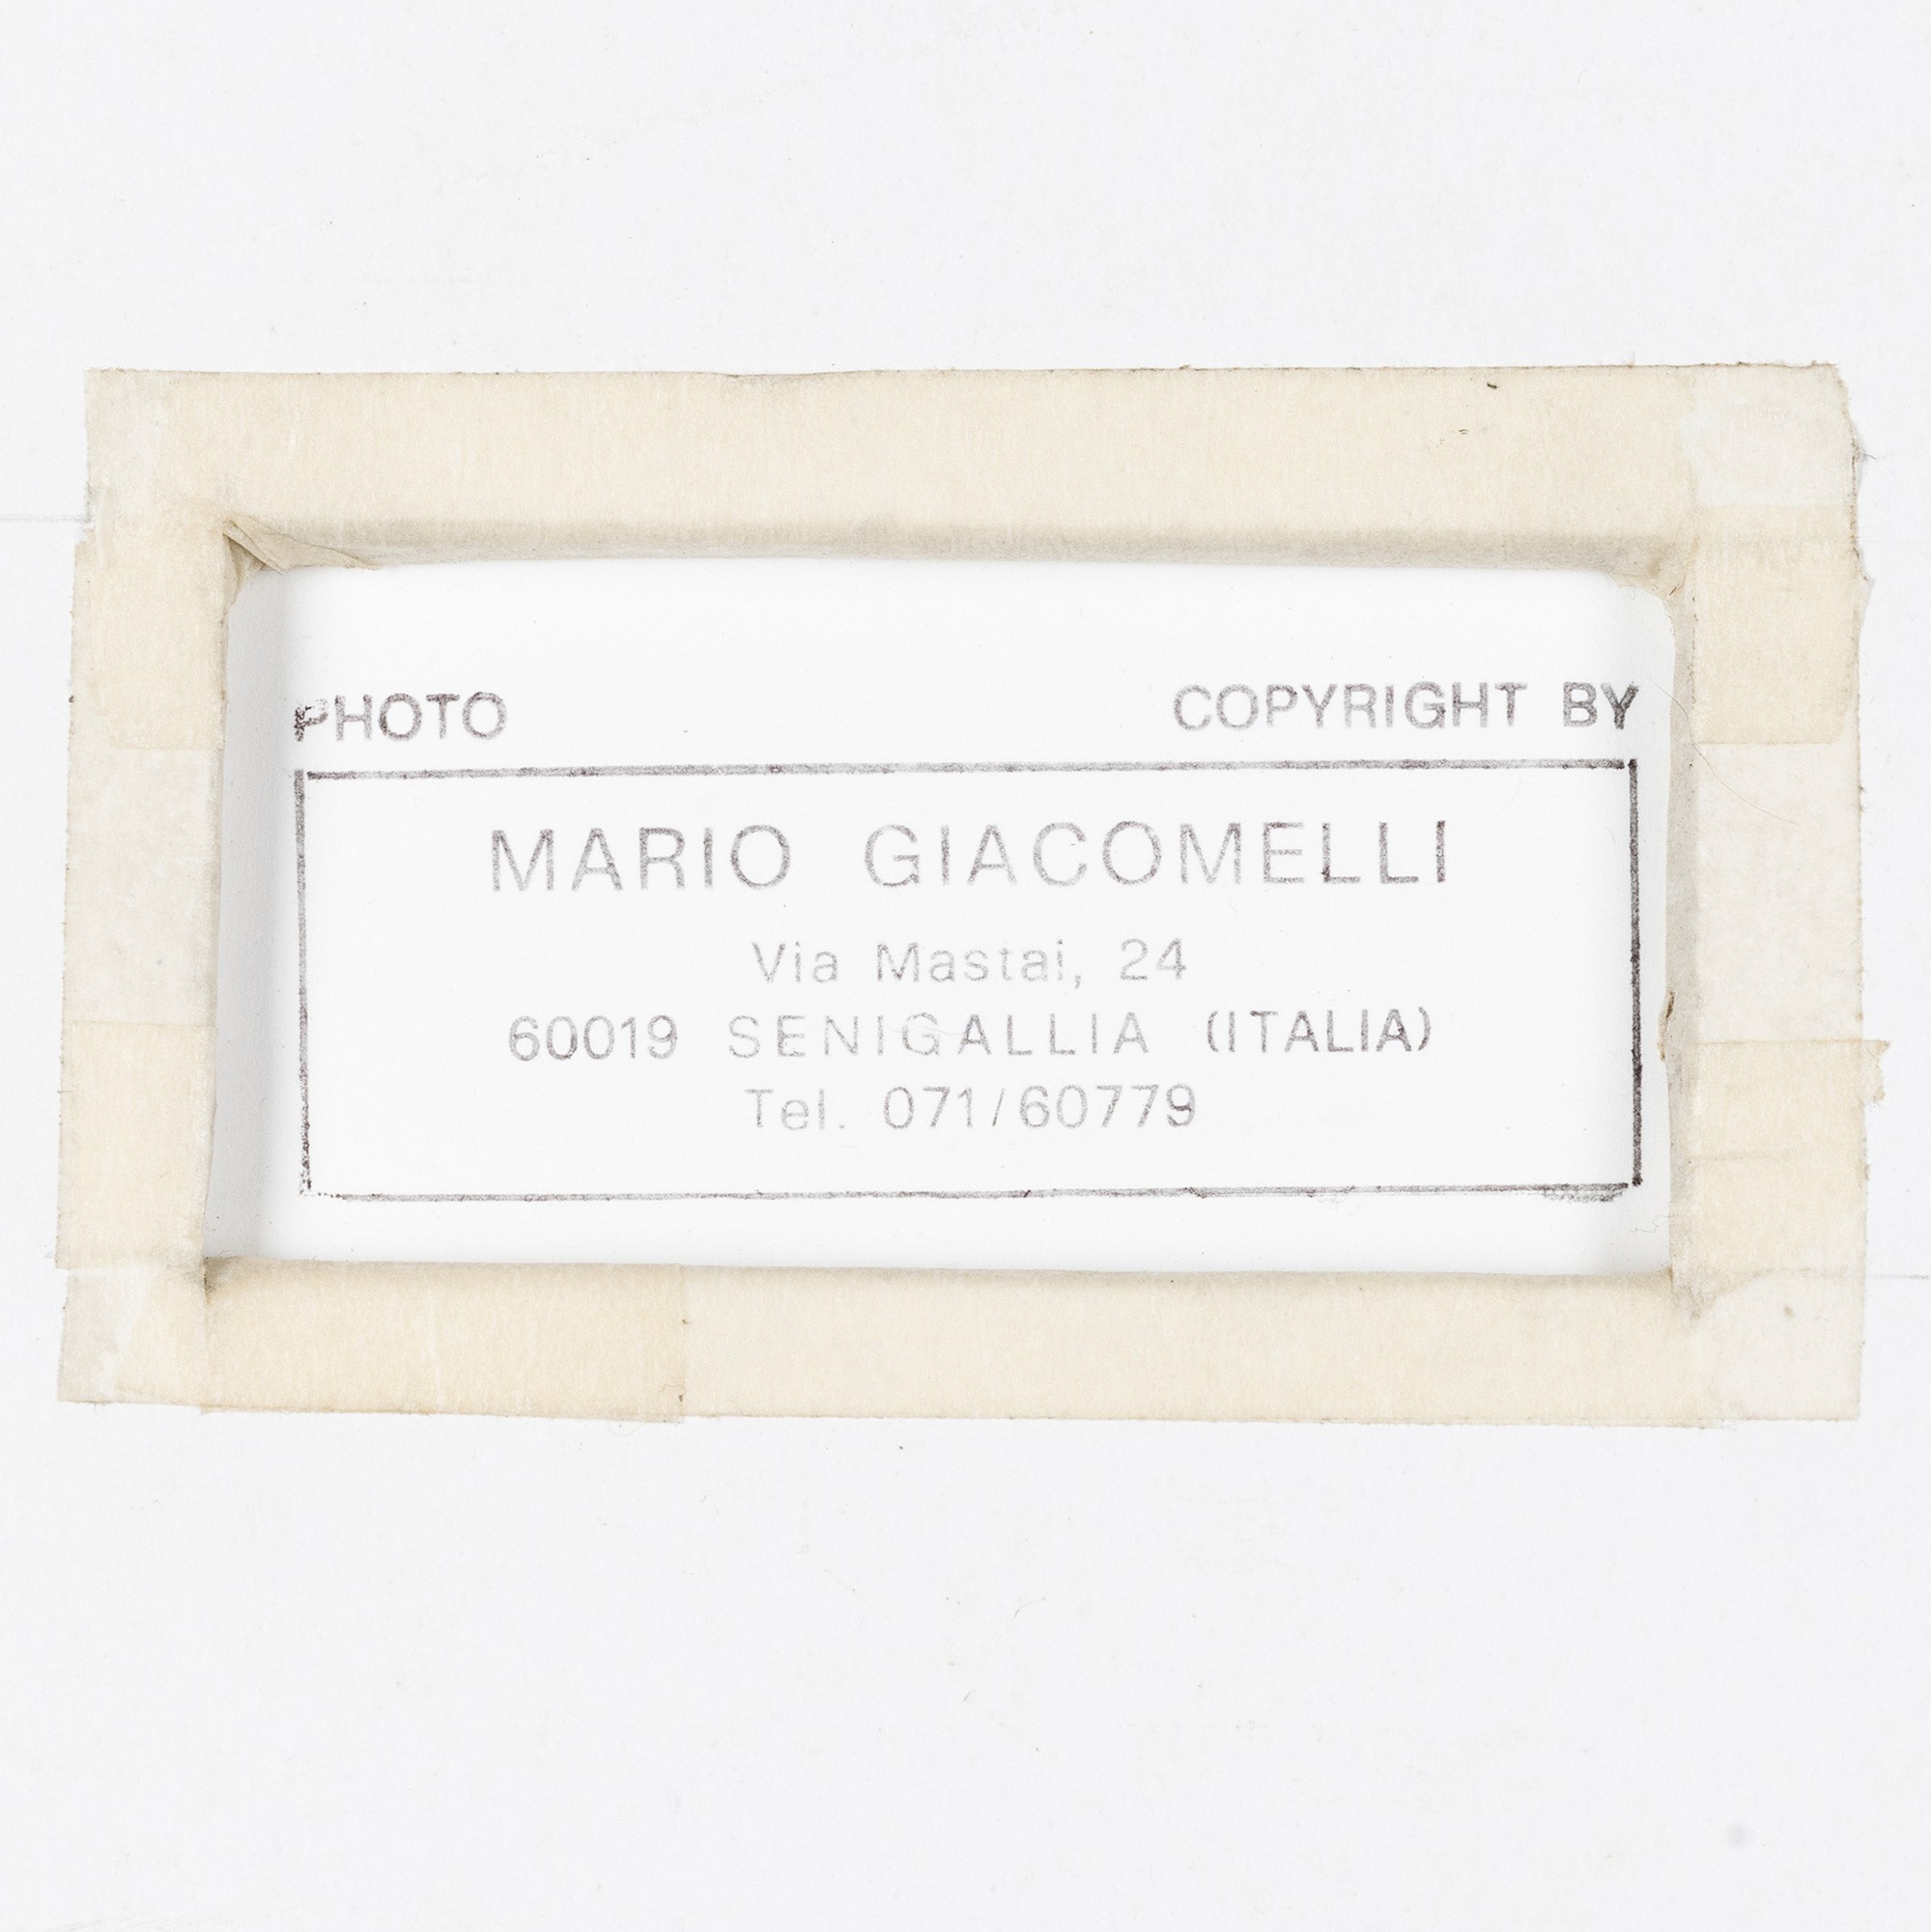 PHOTO COPYRIGHT BY
MARIO GIACOMELLI
Via Mastai, 24
60019 SENIGALLIA (ITALIA)
Tel. 071/60779